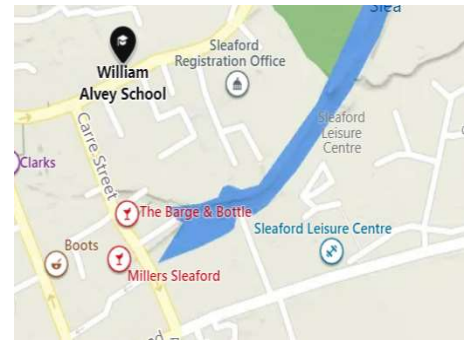 Slea
William
Alvey School
Sleaford
Registration Office
Sleaford
Leisure
Centre
Carre Street
Clarks
The Barge & Bottle
Boots
Millers Sleaford
Sleaford Leisure Centre